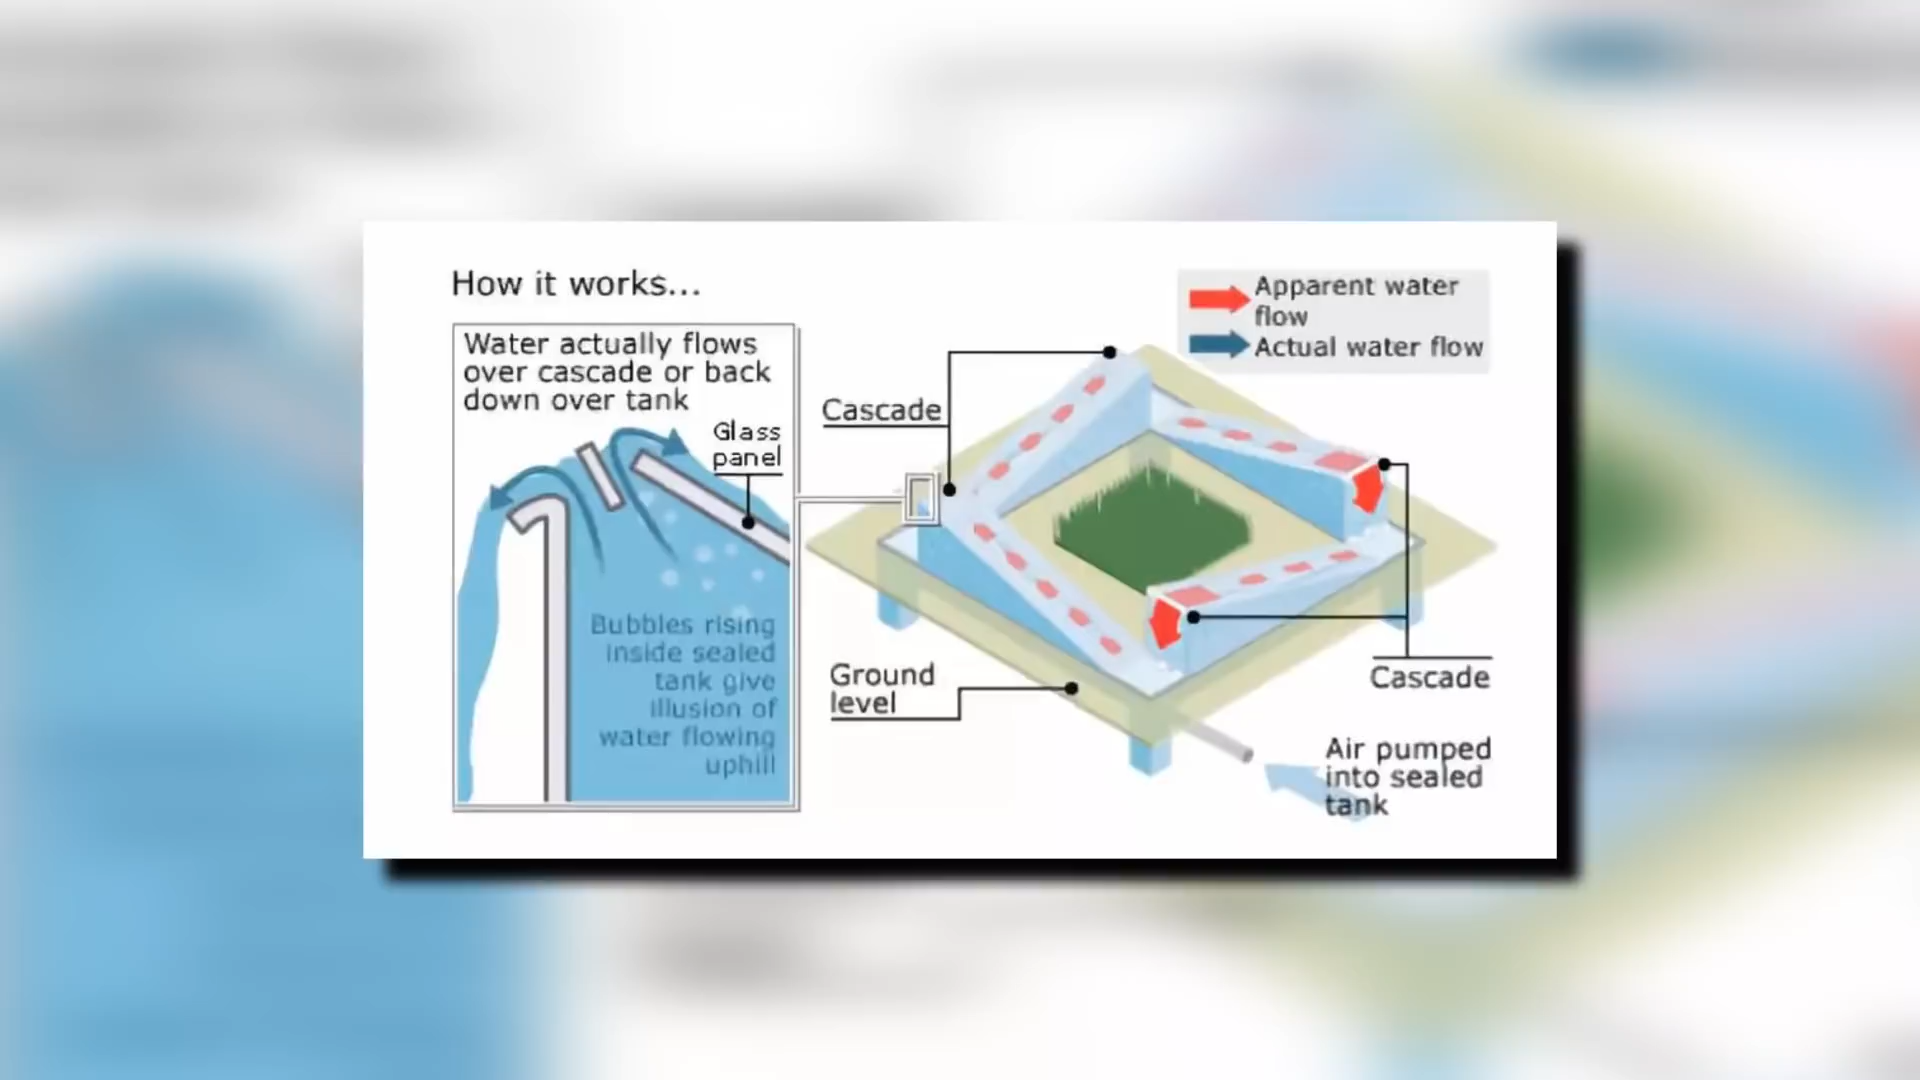 How it works...
Water actually flows
over cascade or back
down over tank
Glass
panel
Bubbles rising
inside sealed
tank give
illusion of
water flowing
uphill
Apparent water
flow
Actual water flow
Cascade
Ground
level
Cascade
Air pumped
into sealed
tank